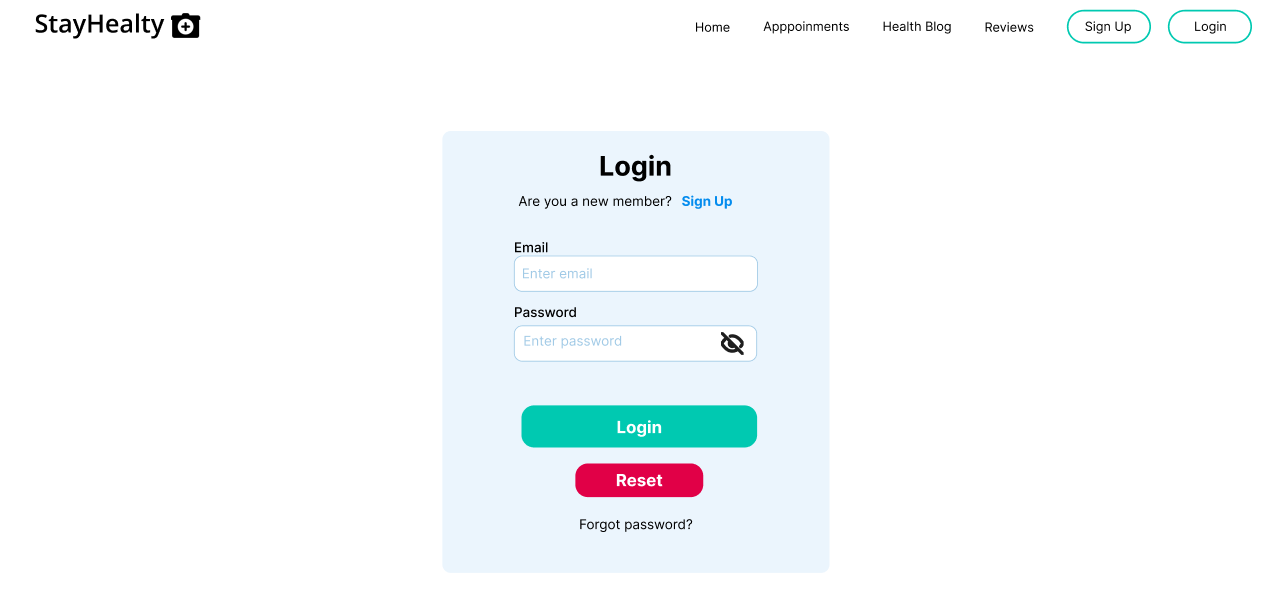 StayHealty
Home Apppoinments Health Blog Reviews Sign Up Login
Login
Are you a new member? Sign Up
Email
Enter email
Password
Enter password
Login
Reset
Forgot password?